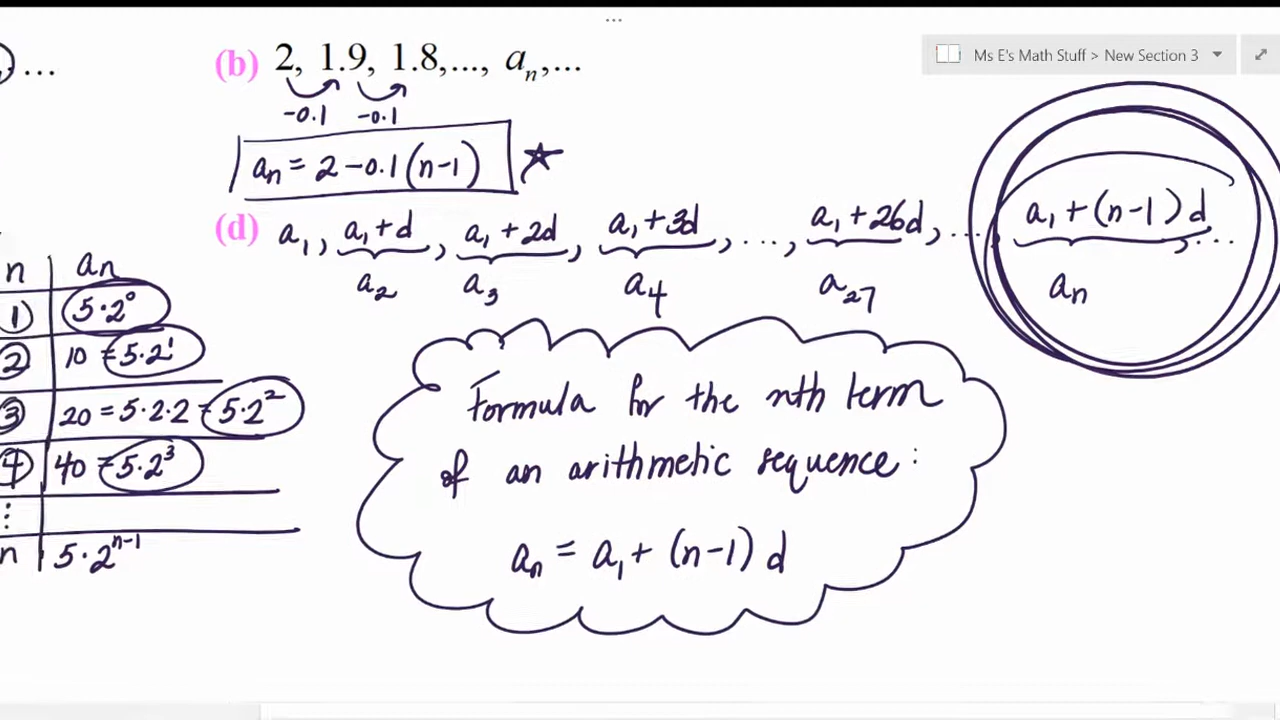 ...
Ms E's Math Stuff > New Section 3
...
(b) 2, 1.9, 1.8,..., aₙ,...
-0.1 -0.1
aₙ = 2 -0.1(n-1)
(d) a₁, a₁+d, a₁+2d, a₁+3d, ..., a₁+26d, ... a₁+(n-1)d, ...
a₂ a₃ a₄ a₂₇ aₙ
n aₙ
1 5·2⁰
2 10 = 5·2¹
3 20 = 5·2·2 = 5·2²
4 40 = 5·2³
⋮
n 5·2ⁿ⁻¹
Formula for the nth term
of an arithmetic sequence:
aₙ = a₁ + (n-1) d